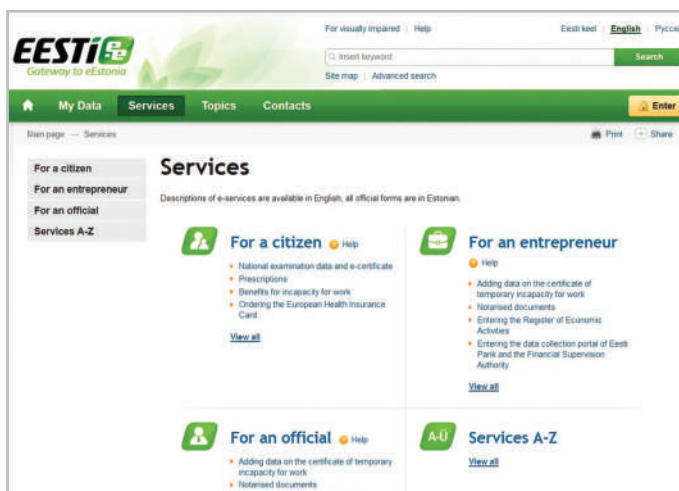 For visually impaired | Help
Eesti keel | English | Русск
EESTi ee
Gateway to eEstonia
Insert keyword
Search
Site map | Advanced search
My Data Services Topics Contacts
Enter
Main page — Services
Print Share
For a citizen
For an entrepreneur
For an official
Services A-Z
Services
Descriptions of e-services are available in English, all official forms are in Estonian.
For a citizen Help
National examination data and e-certificate
Prescriptions
Benefits for incapacity for work
Ordering the European Health Insurance
Card
View all
For an entrepreneur
Help
Adding data on the certificate of
temporary incapacity for work
Notarised documents
Entering the Register of Economic
Activities
Entering the data collection portal of Eesti
Pank and the Financial Supervision
Authority
View all
For an official Help
Adding data on the certificate of temporary
incapacity for work
Notarised documents
A-Ü
Services A-Z
View all